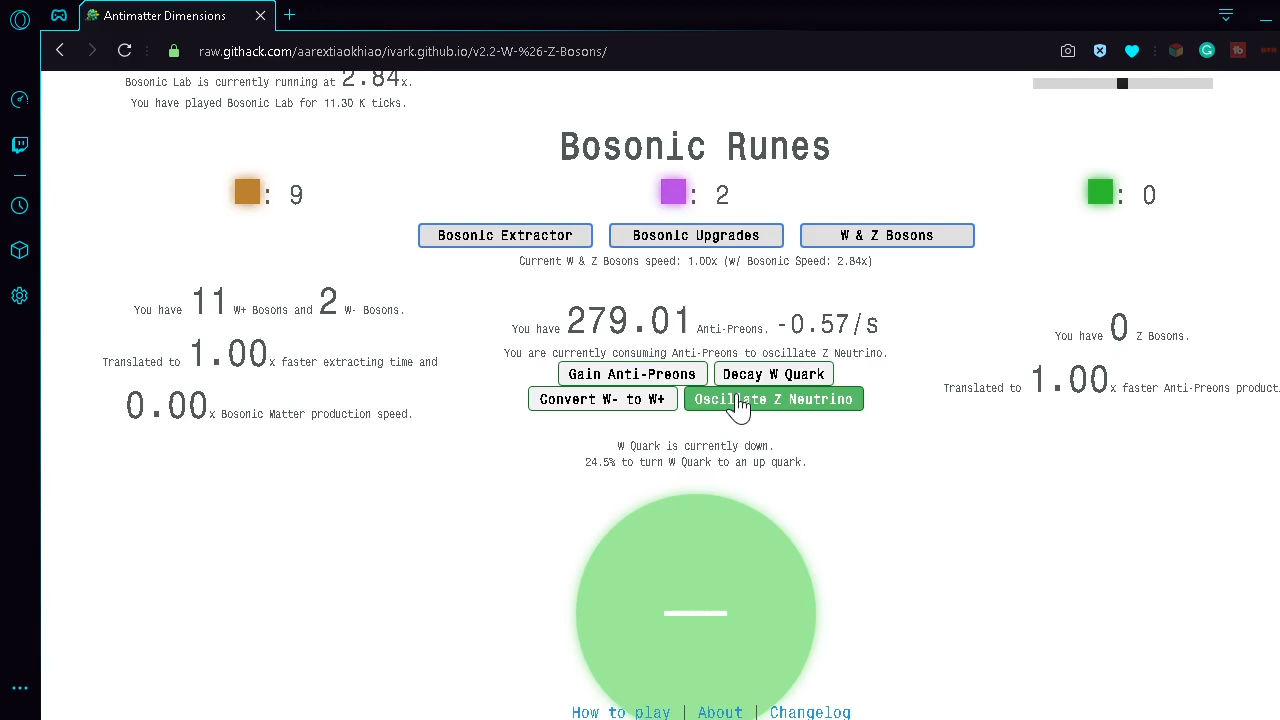 Antimatter Dimensions
raw.githack.com/aarextiaokhiao/ivark.github.io/v2.2-W-%26-Z-Bosons/
Bosonic Lab is currently running at 2.84x.
You have played Bosonic Lab for 11.30 K ticks.
Bosonic Runes
: 9
: 2
: 0
Bosonic Extractor
Bosonic Upgrades
W & Z Bosons
Current W & Z Bosons speed: 1.00x (w/ Bosonic Speed: 2.84x)
You have 11 W+ Bosons and 2 W- Bosons.
Translated to 1.00x faster extracting time and
0.00x Bosonic Watter production speed.
You have 279.01 Anti-Preons. -0.57/s
You are currently consuming Anti-Preons to oscillate Z Neutrino.
Gain Anti-Preons
Decay W Quark
Convert W- to W+
Oscillate Z Neutrino
You have 0 Z Bosons.
Translated to 1.00x faster Anti-Preons producti
W Quark is currently down.
24.5% to turn W Quark to an up quark.
—
How to play | About | Changelog